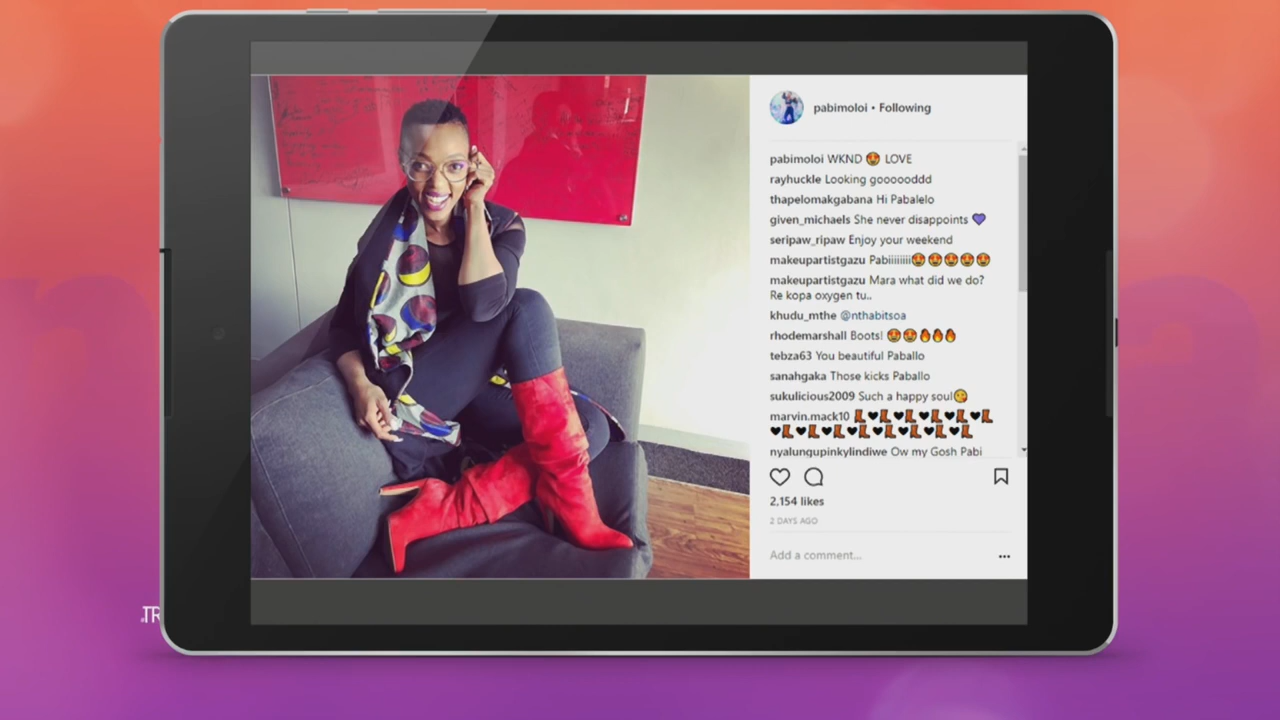 pabimoloi • Following
pabimoloi WKND 😍 LOVE
rayhuckle Looking goooooddd
thapelomakgabana Hi Pabalelo
given_michaels She never disappoints 💜
seripaw_ripaw Enjoy your weekend
makeupartistgazu Pabiiiiiiii😍😍😍😍😍
makeupartistgazu Mara what did we do?
Re kopa oxygen tu..
khudu_mthe @nthabitsoa
rhodemarshall Boots! 😍😍🔥🔥🔥
tebza63 You beautiful Paballo
sanahgaka Those kicks Paballo
sukulicious2009 Such a happy soul😋
marvin.mack10 👢🖤👢🖤👢🖤👢🖤👢🖤👢
🖤👢🖤👢🖤👢🖤👢🖤👢🖤👢🖤👢🖤👢
nyalungupinkylindiwe Ow my Gosh Pabi
2,154 likes
2 DAYS AGO
Add a comment...
.TR